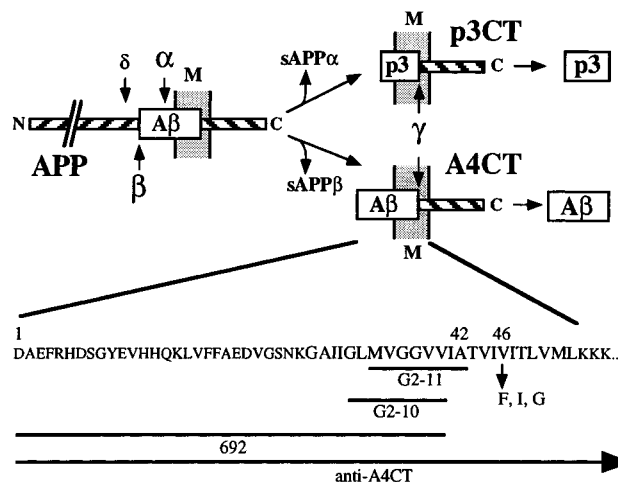 M
p3CT
sAPPα
δ
α
M
p3
C
p3
N
Aβ
C
γ
APP
β
sAPPβ
A4CT
Aβ
C
Aβ
M
1
42
46
DAEFRHDSGYEVHHQKLVFFAEDVGSNKGAIIGLMVGGVVIATVIVITLVMLKKK..
G2-11
F, I, G
G2-10
692
anti-A4CT